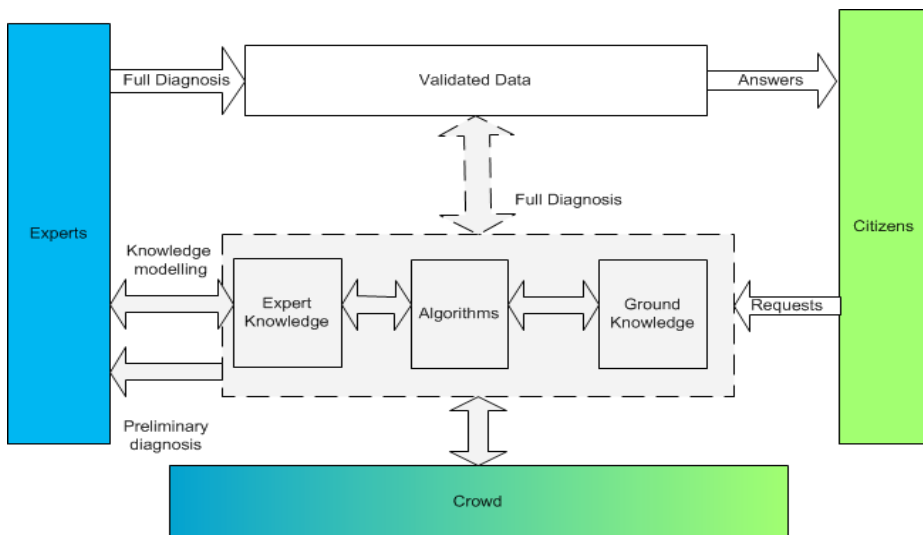 Full Diagnosis
Validated Data
Answers
Full Diagnosis
Experts
Citizens
Knowledge
modelling
Expert
Knowledge
Algorithms
Ground
Knowledge
Requests
Preliminary
diagnosis
Crowd